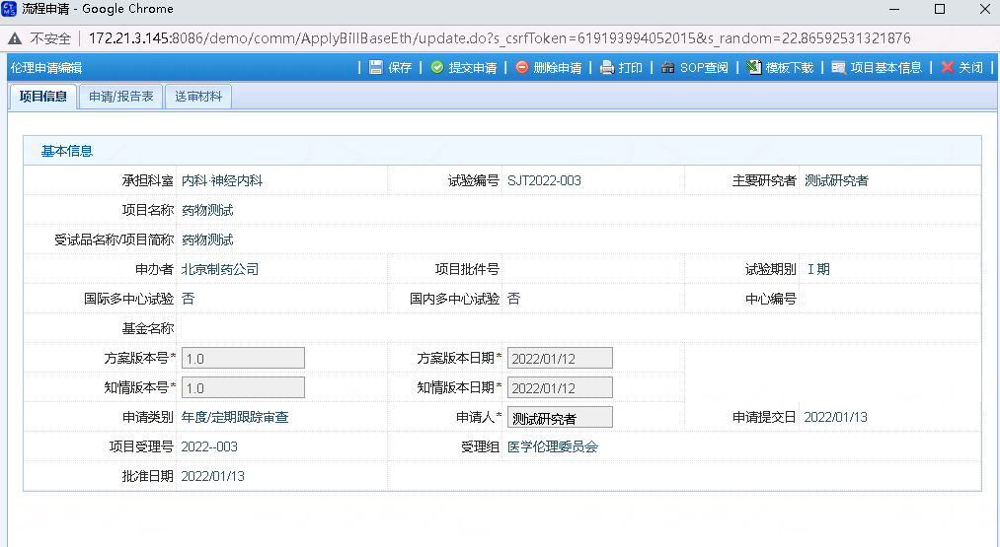 流程申请 - Google Chrome
不安全 | 172.21.3.145:8086/demo/comm/ApplyBillBaseEth/update.do?s_csrfToken=619193994052015&s_random=22.86592531321876
伦理申请编辑 | 保存 | 提交申请 | 删除申请 | 打印 | SOP查阅 | 模板下载 | 项目基本信息 | 关闭 |
项目信息 申请/报告表 送审材料
基本信息
承担科室 内科·神经内科 试验编号 SJT2022-003 主要研究者 测试研究者
项目名称 药物测试
受试品名称/项目简称 药物测试
申办者 北京制药公司 项目批件号 试验期别 Ⅰ期
国际多中心试验 否 国内多中心试验 否 中心编号
基金名称
方案版本号* 1.0 方案版本日期* 2022/01/12
知情版本号* 1.0 知情版本日期* 2022/01/12
申请类别 年度/定期跟踪审查 申请人* 测试研究者 申请提交日 2022/01/13
项目受理号 2022--003 受理组 医学伦理委员会
批准日期 2022/01/13